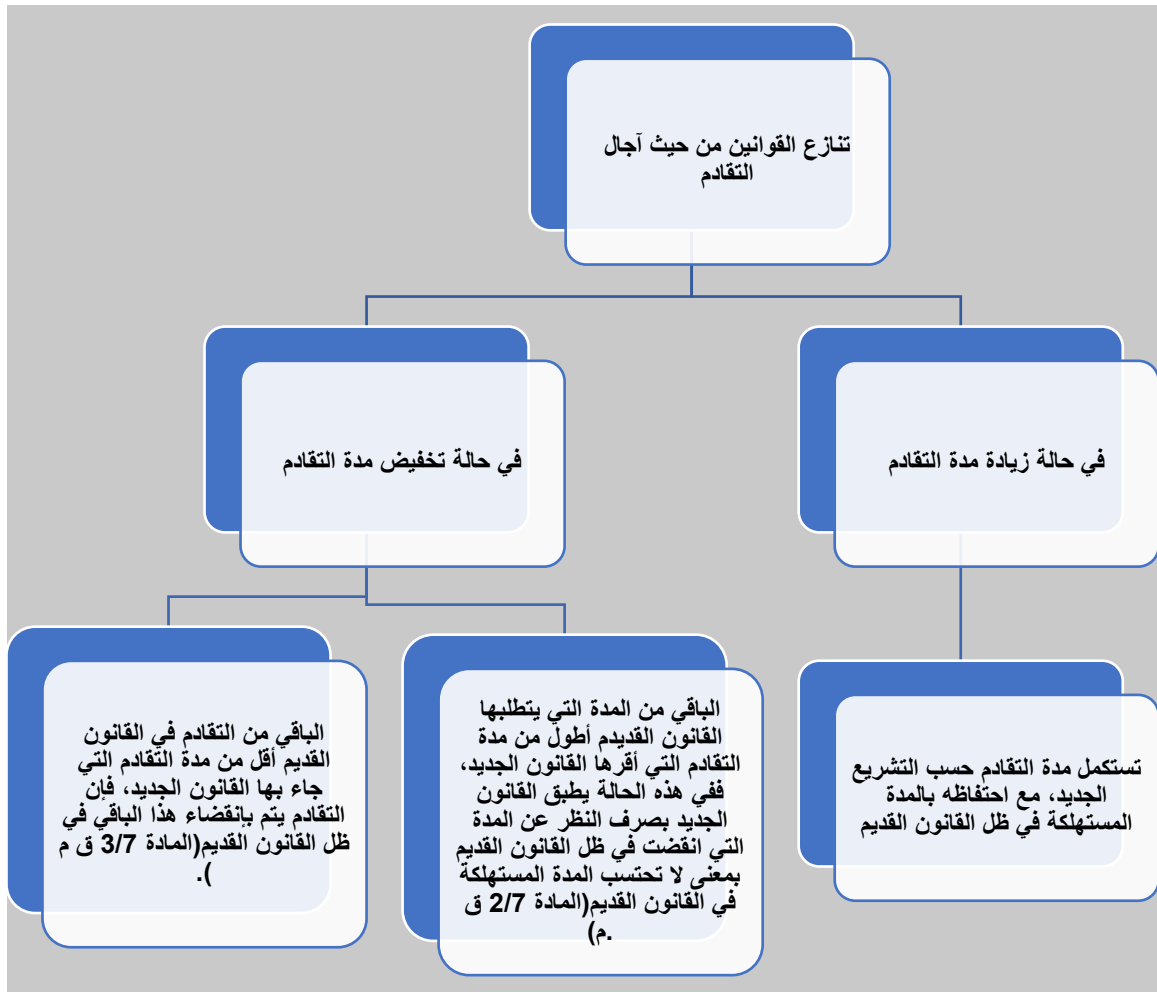 تنازع القوانين من حيث آجال
التقادم
في حالة زيادة مدة التقادم
في حالة تخفيض مدة التقادم
تستكمل مدة التقادم حسب التشريع
الجديد، مع احتفاظه بالمدة
المستهلكة في ظل القانون القديم
الباقي من المدة التي يتطلبها
القانون القديدم أطول من مدة
التقادم التي أقرها القانون الجديد،
ففي هذه الحالة يطبق القانون
الجديد بصرف النظر عن المدة
التي انقضت في ظل القانون القديم
بمعنى لا تحتسب المدة المستهلكة
في القانون القديم(المادة 2/7 ق
م).
الباقي من التقادم في القانون
القديم أقل من مدة التقادم التي
جاء بها القانون الجديد، فإن
التقادم يتم بإنقضاء هذا الباقي في
ظل القانون القديم(المادة 3/7 ق م
).